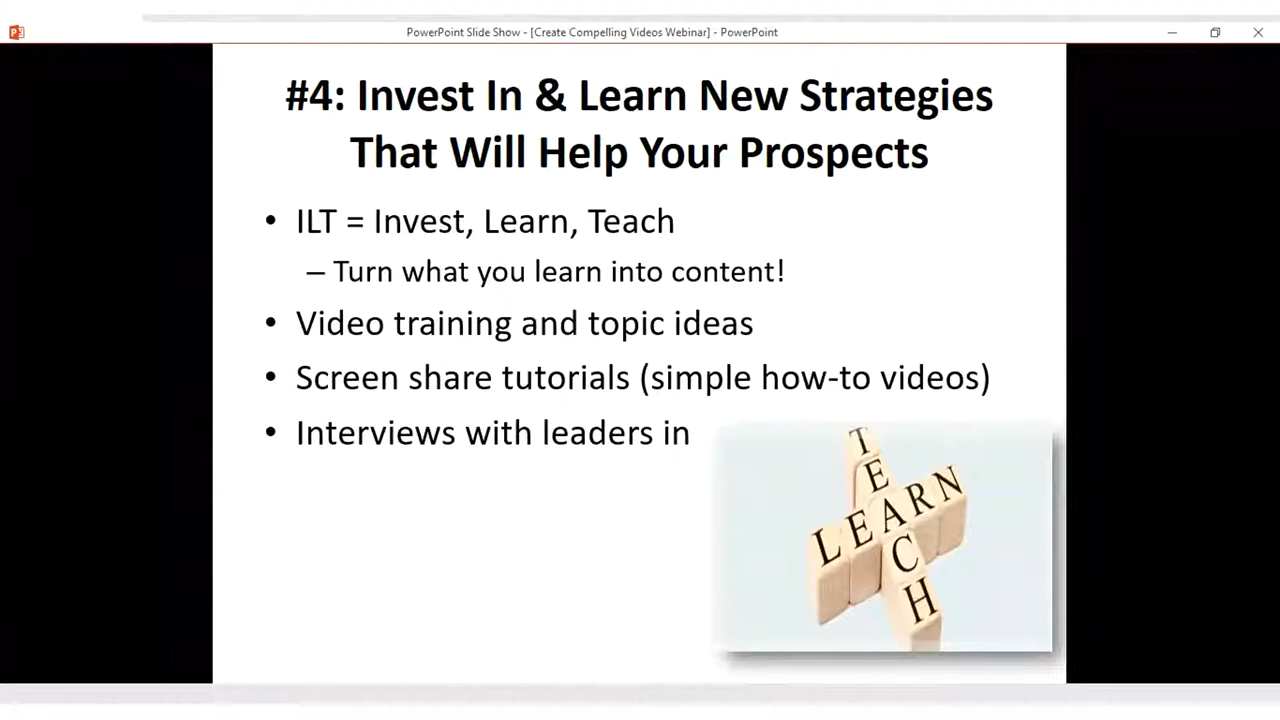 PowerPoint Slide Show - [Create Compelling Videos Webinar] - PowerPoint
#4: Invest In & Learn New Strategies
That Will Help Your Prospects
• ILT = Invest, Learn, Teach
– Turn what you learn into content!
• Video training and topic ideas
• Screen share tutorials (simple how-to videos)
• Interviews with leaders in
TEACH
LEARN